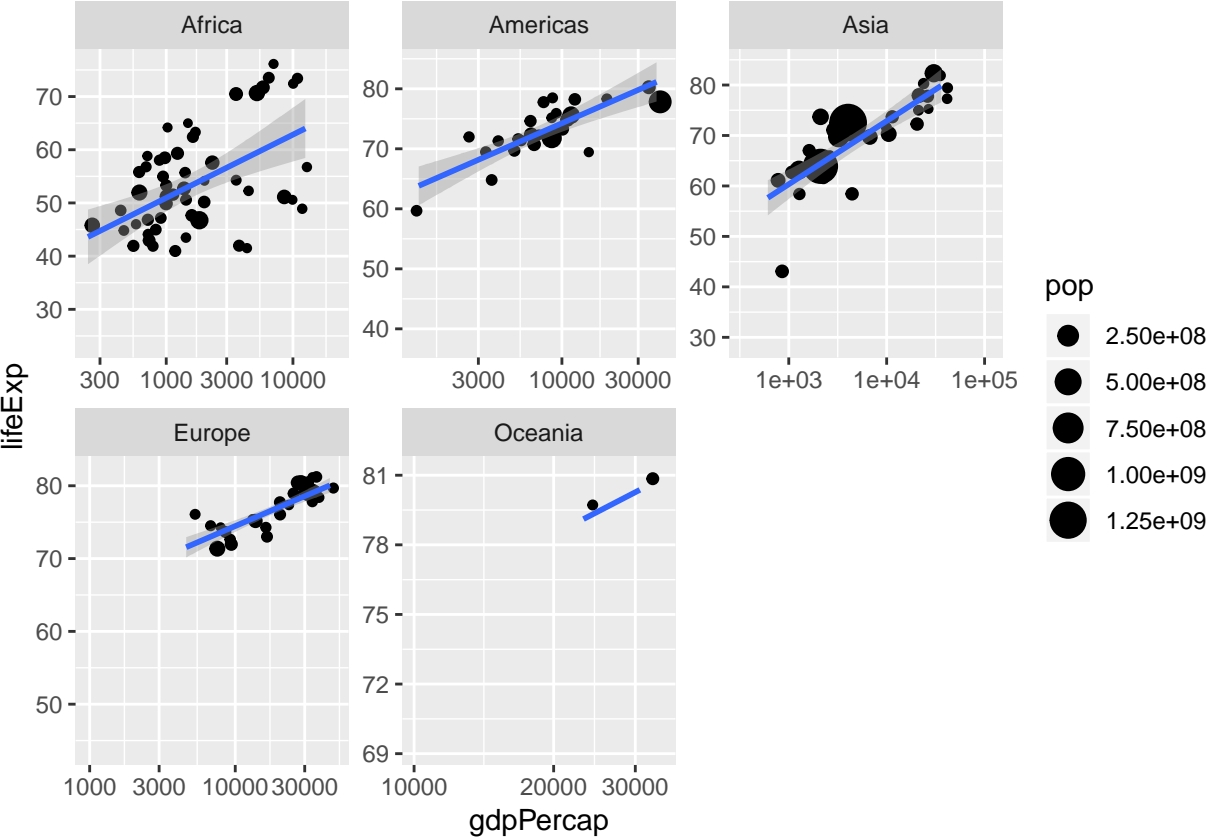 Africa
Americas
Asia
70
60
50
40
30
80
70
60
50
40
80
70
60
50
40
30
300 1000 3000 10000
3000 10000 30000
1e+03 1e+04 1e+05
lifeExp
Europe
Oceania
80
70
60
50
81
78
75
72
69
1000 3000 10000 30000
10000 20000 30000
gdpPercap
pop
2.50e+08
5.00e+08
7.50e+08
1.00e+09
1.25e+09